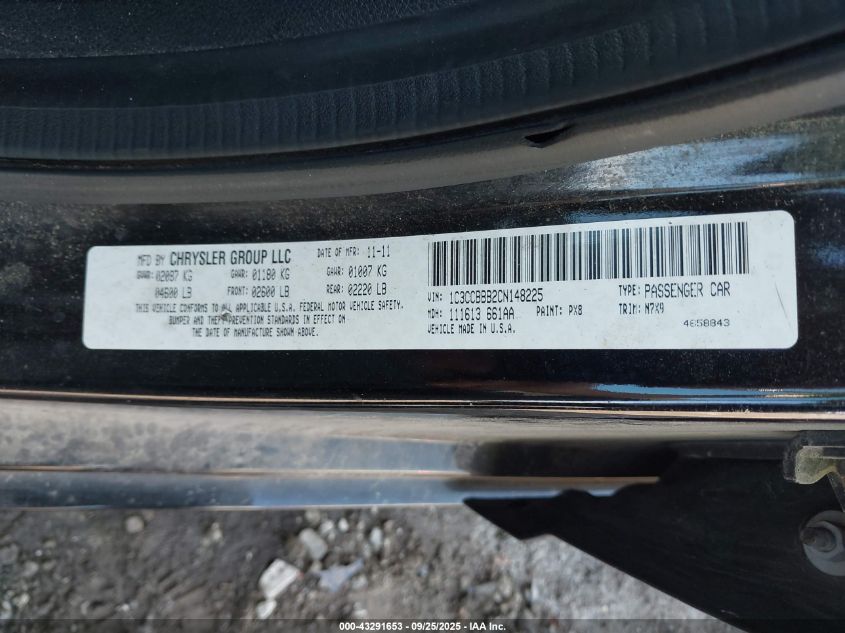 MFD BY CHRYSLER GROUP LLC DATE OF MFR: 11-11
GVWR: 02087 KG GAWR: 01180 KG GAWR: 01007 KG
04600 LB FRONT: 02600 LB REAR: 02220 LB
THIS VEHICLE CONFORMS TO ALL APPLICABLE U.S.A. FEDERAL MOTOR VEHICLE SAFETY,
BUMPER AND THEFT PREVENTION STANDARDS IN EFFECT ON
THE DATE OF MANUFACTURE SHOWN ABOVE.
VIN: 1C3CCBBB2CN148225 TYPE: PASSENGER CAR
MDH: 111613 661AA PAINT: PX8 TRIM: N7X9
VEHICLE MADE IN U.S.A. 4658843
000-43291653 / 09/25/2025 / IAA Inc.